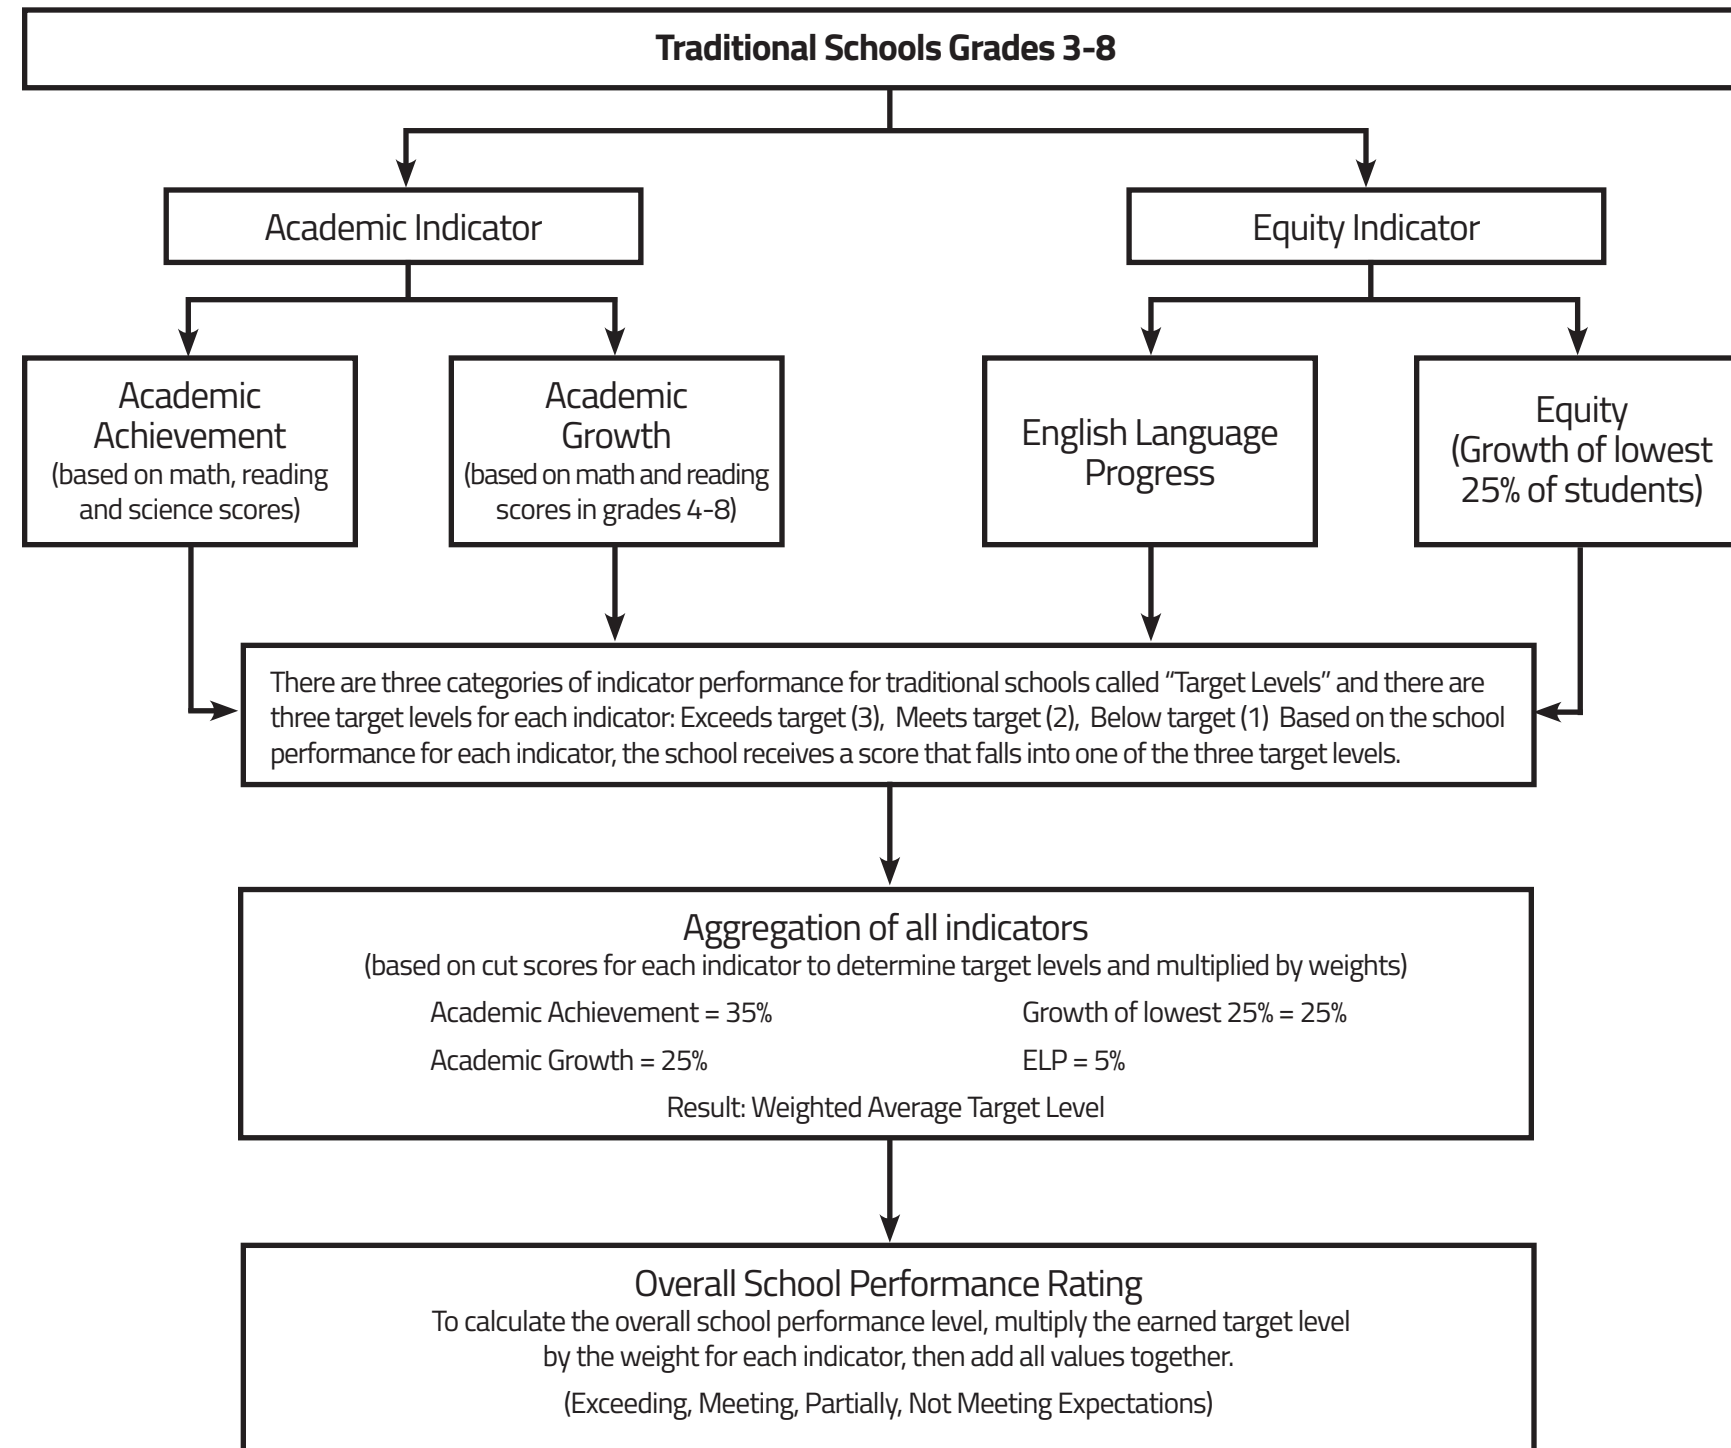 Traditional Schools Grades 3-8
Academic Indicator
Equity Indicator
Academic
Achievement
(based on math, reading
and science scores)
Academic
Growth
(based on math and reading
scores in grades 4-8)
English Language
Progress
Equity
(Growth of lowest
25% of students)
There are three categories of indicator performance for traditional schools called “Target Levels” and there are
three target levels for each indicator: Exceeds target (3), Meets target (2), Below target (1) Based on the school
performance for each indicator, the school receives a score that falls into one of the three target levels.
Aggregation of all indicators
(based on cut scores for each indicator to determine target levels and multiplied by weights)
Academic Achievement = 35%
Growth of lowest 25% = 25%
Academic Growth = 25%
ELP = 5%
Result: Weighted Average Target Level
Overall School Performance Rating
To calculate the overall school performance level, multiply the earned target level
by the weight for each indicator, then add all values together.
(Exceeding, Meeting, Partially, Not Meeting Expectations)